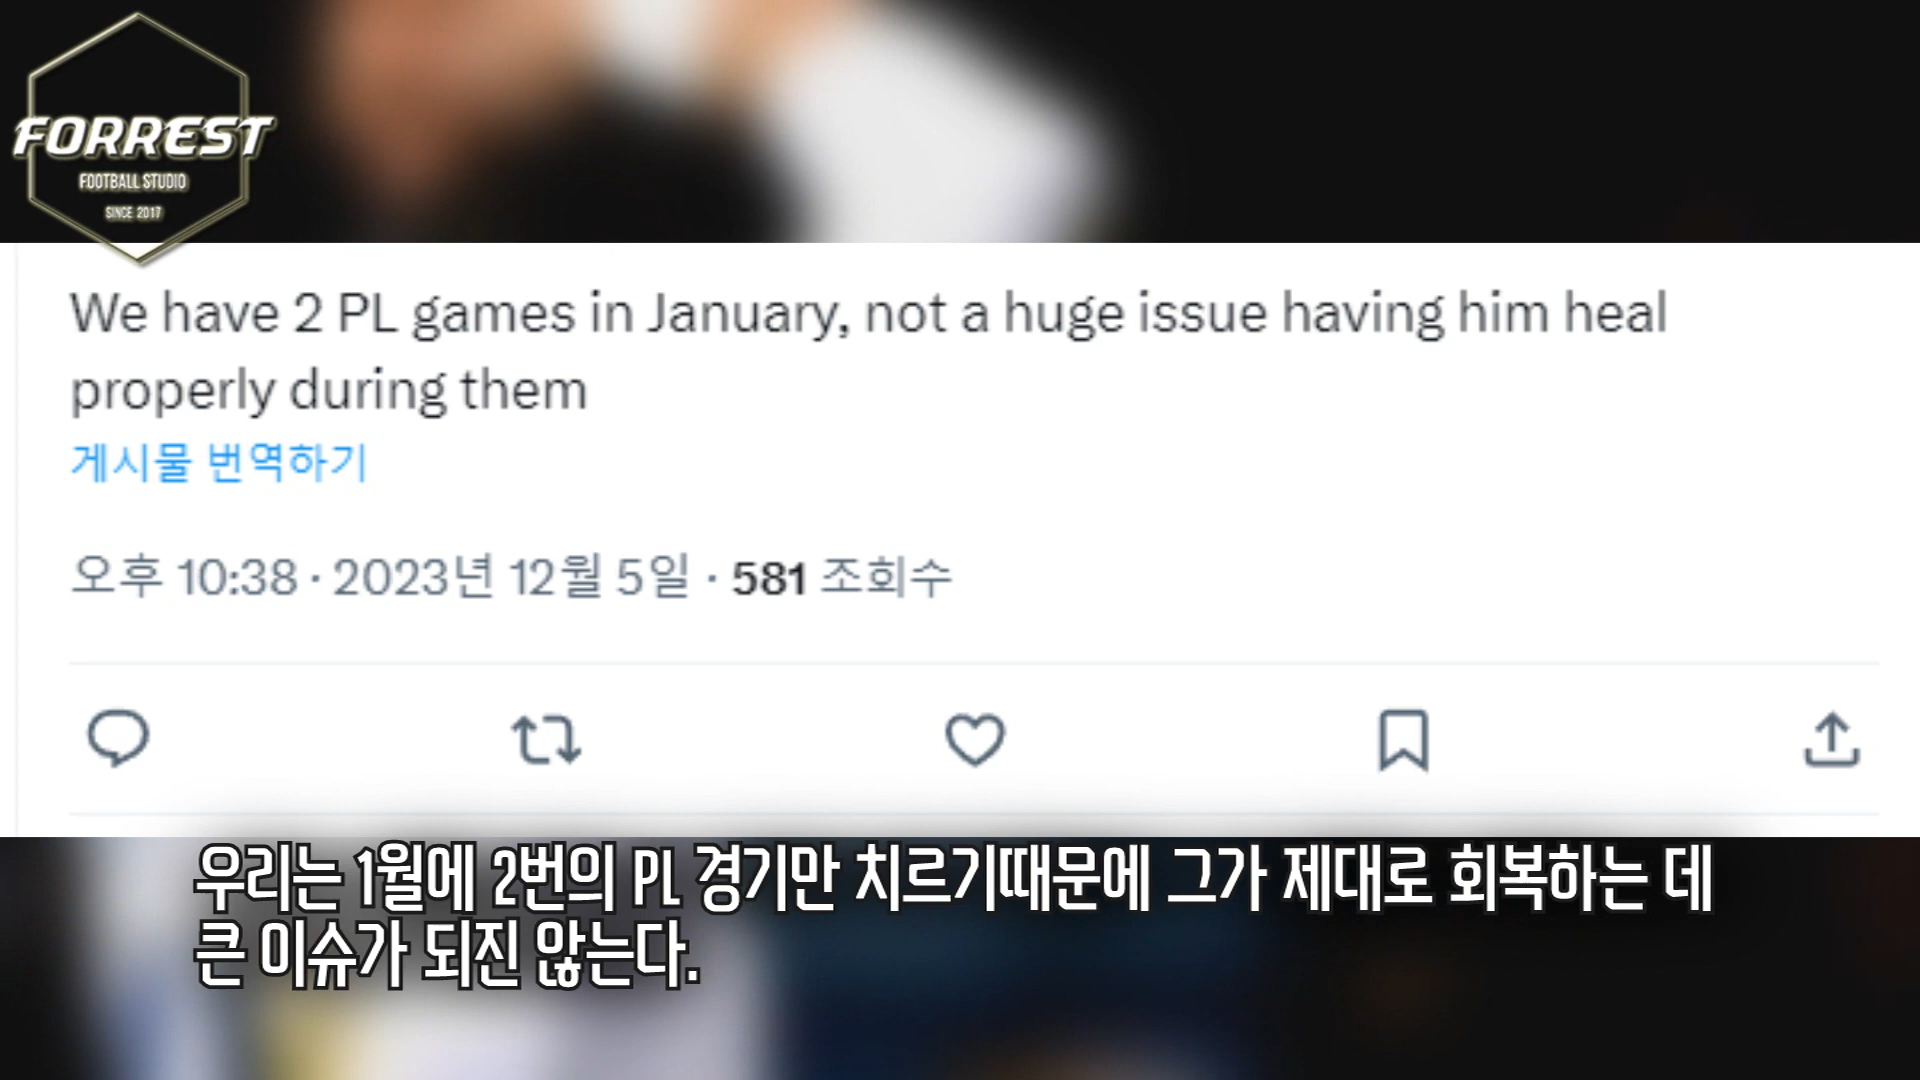 FORREST
FOOTBALL STUDIO
SINCE 2017
We have 2 PL games in January, not a huge issue having him heal
properly during them
게시물 번역하기
오후 10:38 · 2023년 12월 5일 · 581 조회수
우리는 1월에 2번의 PL 경기만 치르기때문에 그가 제대로 회복하는 데
큰 이슈가 되진 않는다.